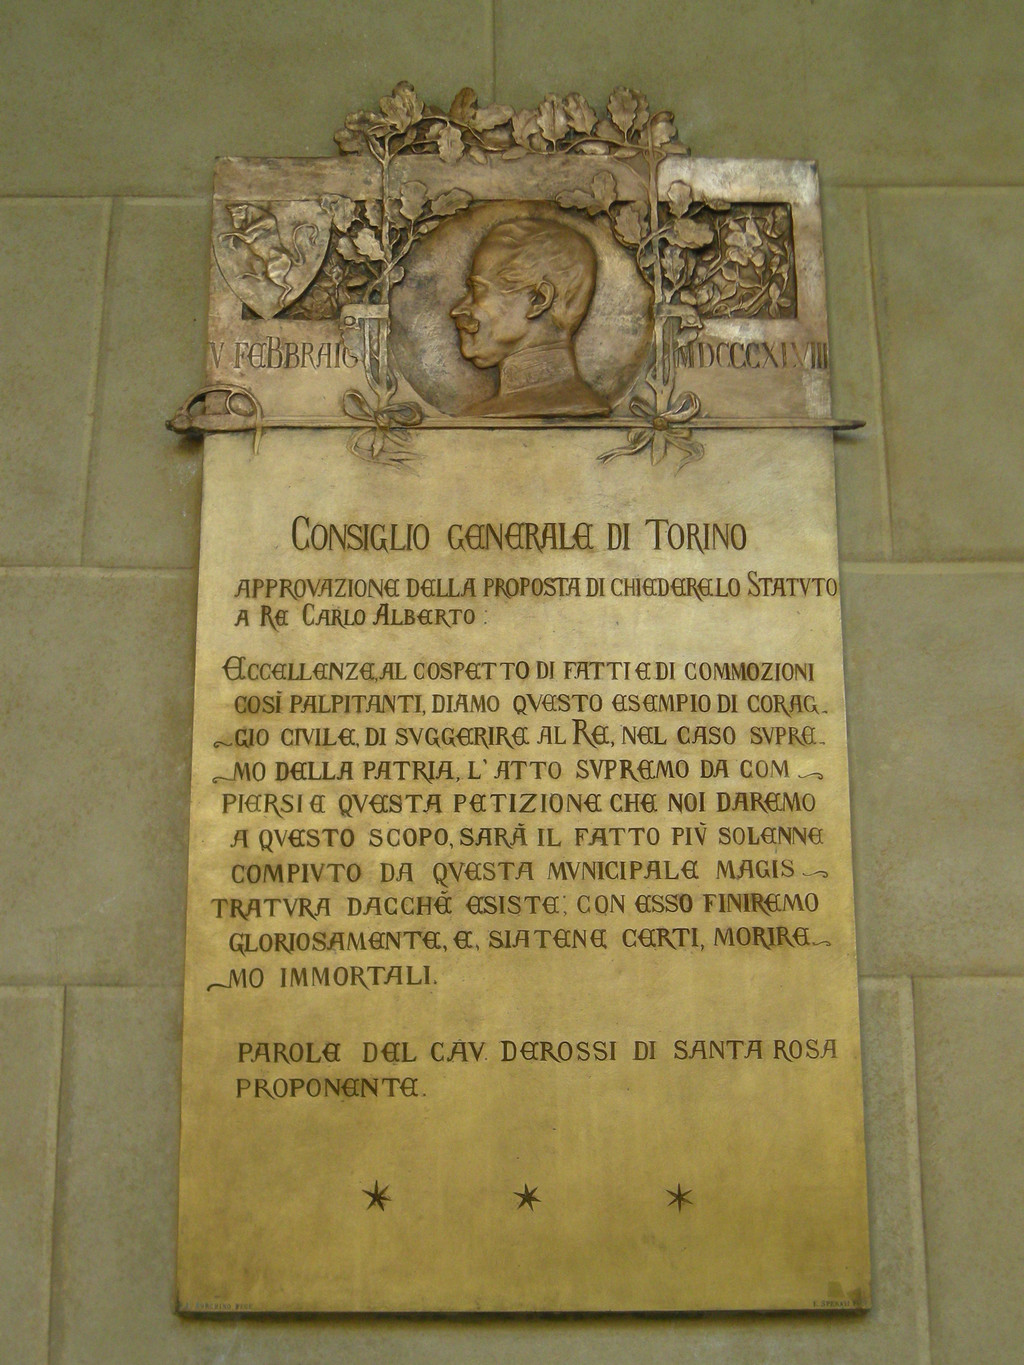 V FEBBRAIO MDCCCXLVIII
CONSIGLIO GENERALE DI TORINO
APPROVAZIONE DELLA PROPOSTA DI CHIEDERE LO STATVTO
A RE CARLO ALBERTO :
ECCELLENZE, AL COSPETTO DI FATTI E DI COMMOZIONI
COSÌ PALPITANTI, DIAMO QVESTO ESEMPIO DI CORAG~
~GIO CIVILE, DI SVGGERIRE AL RE, NEL CASO SVPRE~
~MO DELLA PATRIA, L'ATTO SVPREMO DA COM~
PIERSI E QVESTA PETIZIONE CHE NOI DAREMO
A QVESTO SCOPO, SARÀ IL FATTO PIÙ SOLENNE
COMPIVTO DA QVESTA MVNICIPALE MAGIS~
TRATVRA DACCHÈ ESISTE; CON ESSO FINIREMO
GLORIOSAMENTE, E, SIATENE CERTI, MORIRE~
~MO IMMORTALI.
PAROLE DEL CAV. DEROSSI DI SANTA ROSA
PROPONENTE.